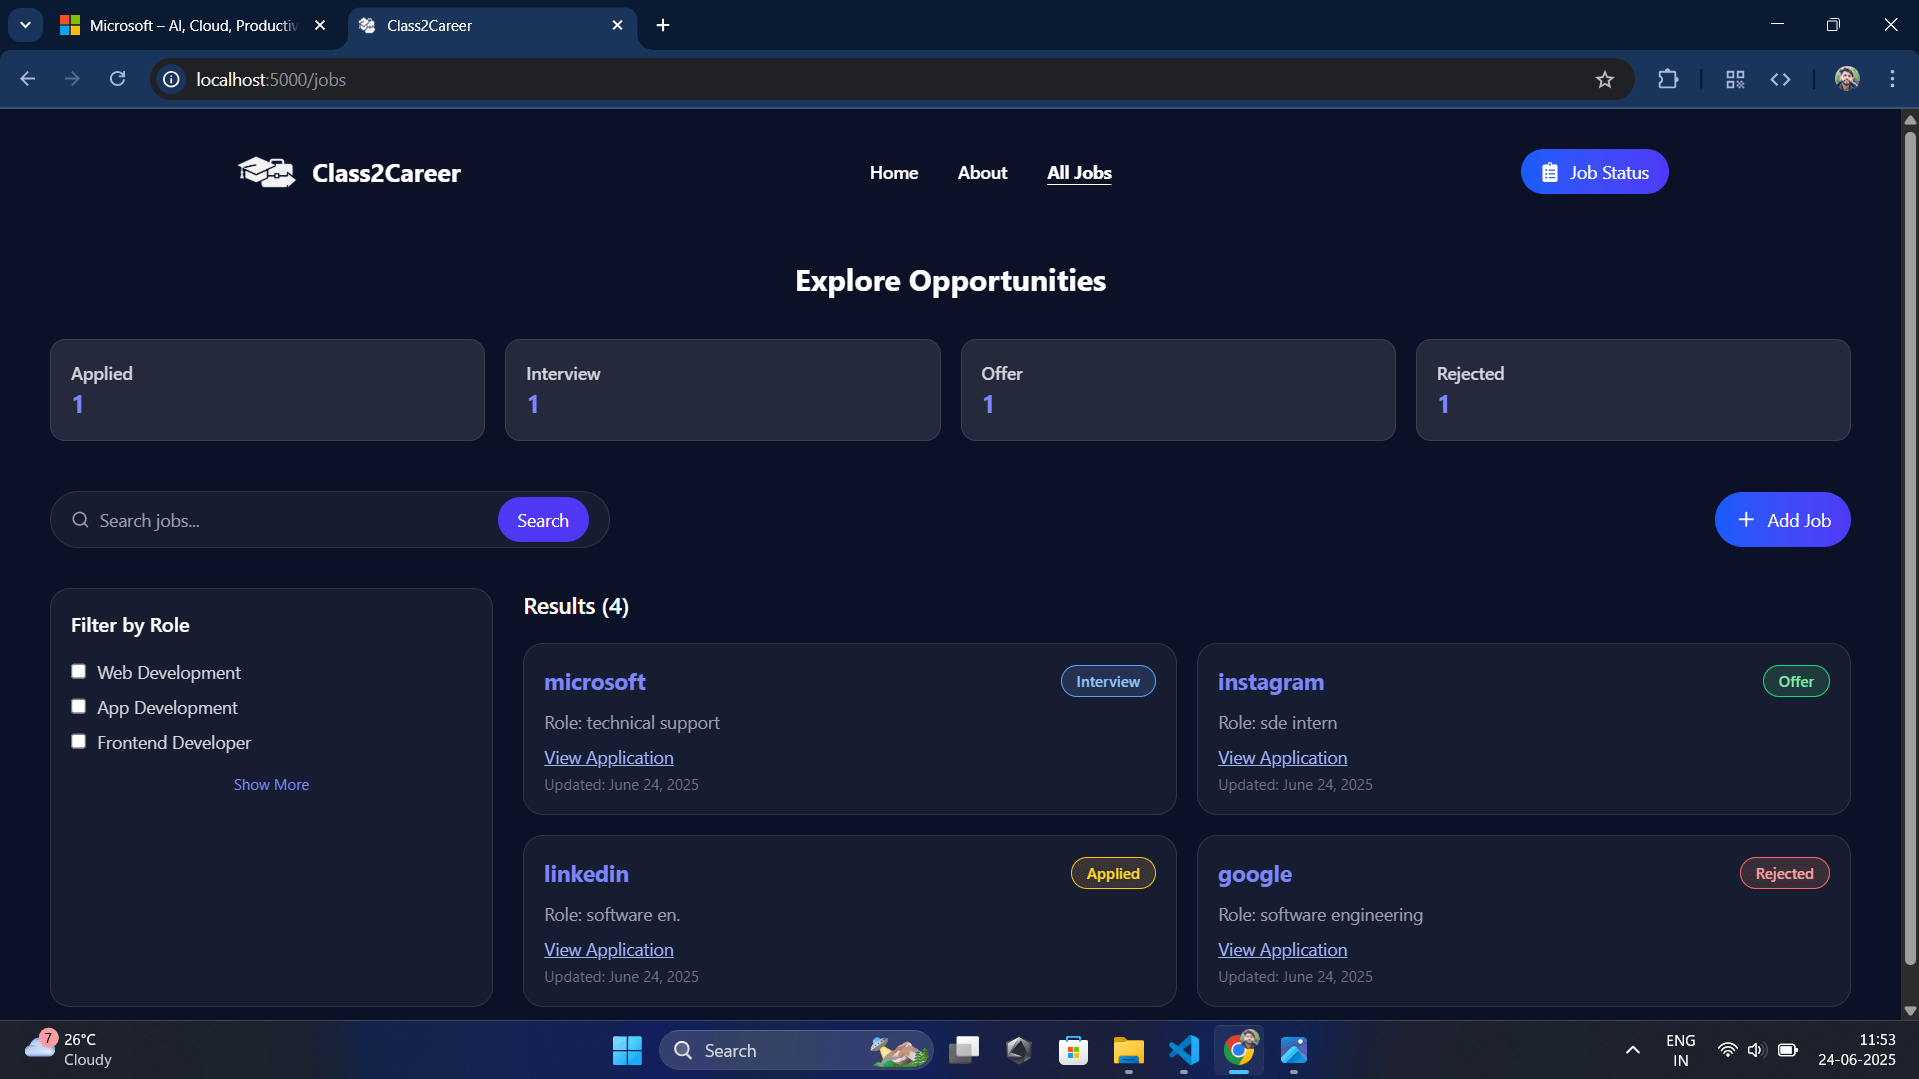 Microsoft – AI, Cloud, Productiv
Class2Career
localhost:5000/jobs
Class2Career
Home
About
All Jobs
Job Status
Explore Opportunities
Applied
1
Interview
1
Offer
1
Rejected
1
Search jobs...
Search
Add Job
Filter by Role
Web Development
App Development
Frontend Developer
Show More
Results (4)
microsoft
Interview
Role: technical support
View Application
Updated: June 24, 2025
instagram
Offer
Role: sde intern
View Application
Updated: June 24, 2025
linkedin
Applied
Role: software en.
View Application
Updated: June 24, 2025
google
Rejected
Role: software engineering
View Application
Updated: June 24, 2025
7
26°C
Cloudy
Search
ENG
IN
11:53
24-06-2025